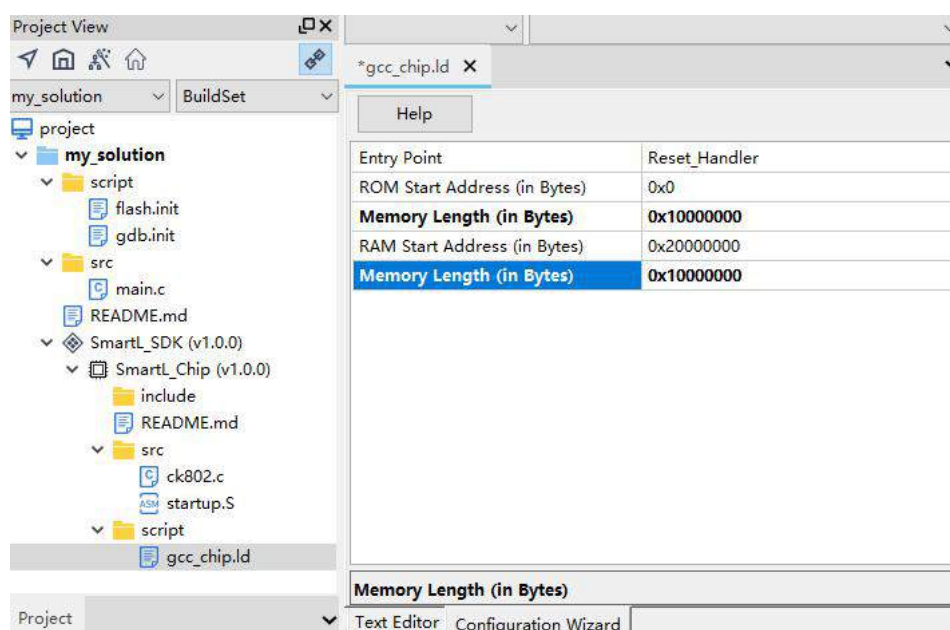 Project View
my_solution
BuildSet
project
my_solution
script
flash.init
gdb.init
src
main.c
README.md
SmartL_SDK (v1.0.0)
SmartL_Chip (v1.0.0)
include
README.md
src
ck802.c
ASM
startup.S
script
gcc_chip.ld
Project
*gcc_chip.ld
Help
Entry Point Reset_Handler
ROM Start Address (in Bytes) 0x0
Memory Length (in Bytes) 0x10000000
RAM Start Address (in Bytes) 0x20000000
Memory Length (in Bytes) 0x10000000
Memory Length (in Bytes)
Text Editor Configuration Wizard